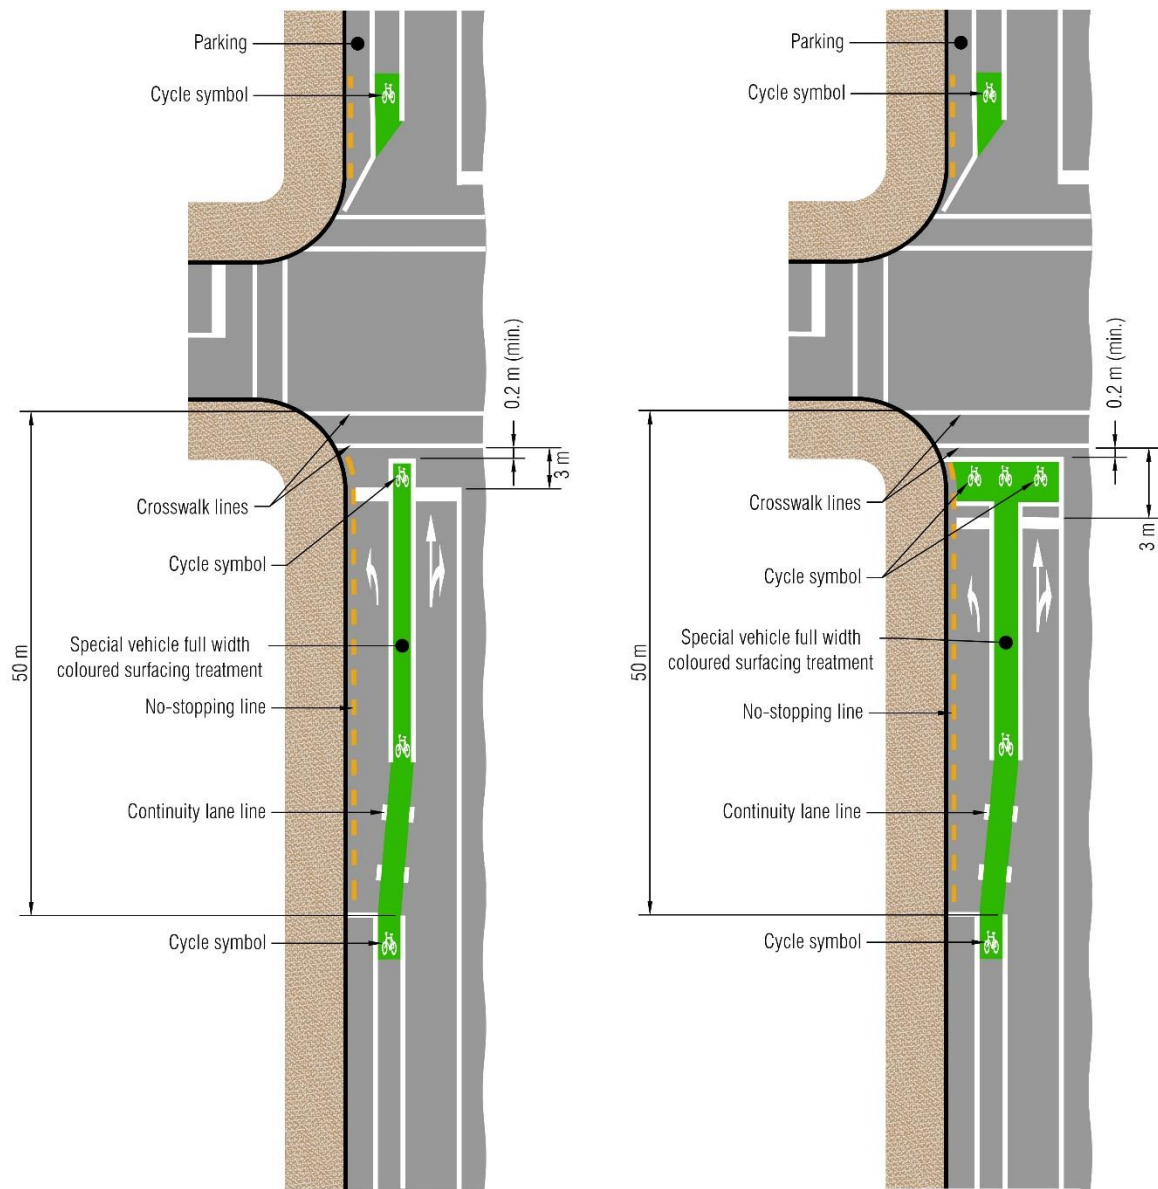 Parking
Cycle symbol
0.2 m (min.)
3 m
Crosswalk lines
Cycle symbol
50 m
Special vehicle full width
coloured surfacing treatment
No-stopping line
Continuity lane line
Cycle symbol
Parking
Cycle symbol
0.2 m (min.)
3 m
Crosswalk lines
Cycle symbol
50 m
Special vehicle full width
coloured surfacing treatment
No-stopping line
Continuity lane line
Cycle symbol